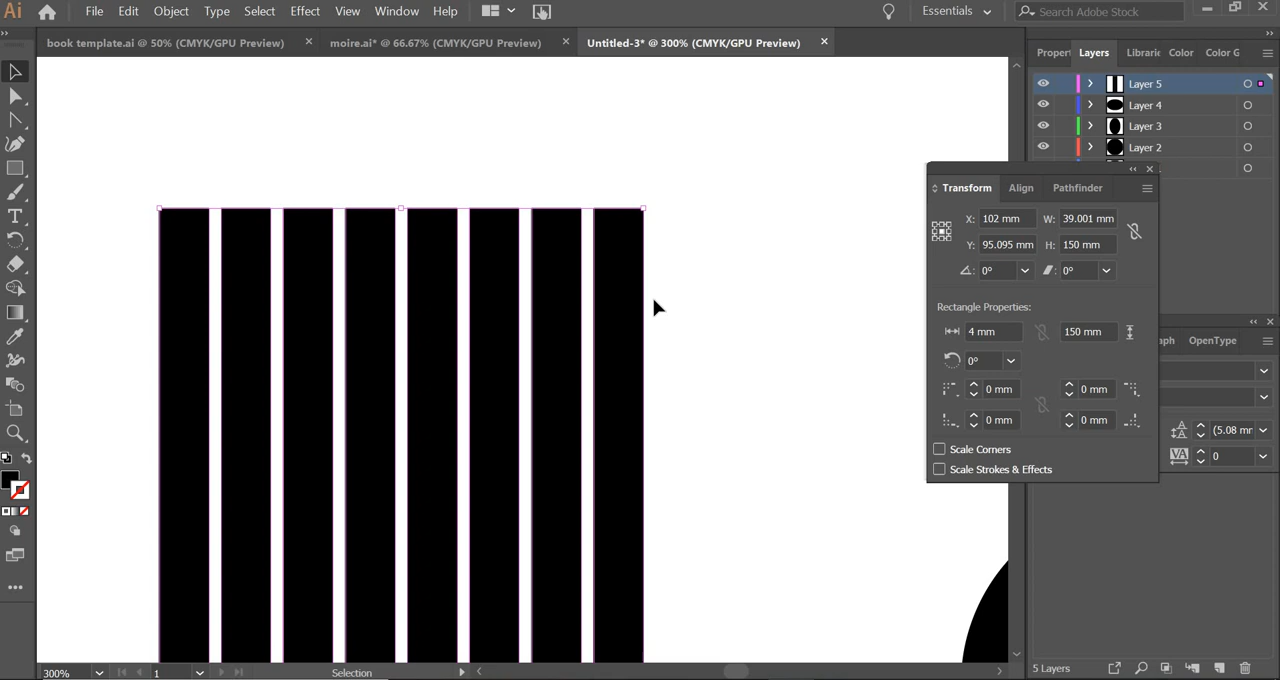 Ai File Edit Object Type Select Effect View Window Help Essentials Search Adobe Stock
book template.ai @ 50% (CMYK/GPU Preview) moire.ai* @ 66.67% (CMYK/GPU Preview) Untitled-3* @ 300% (CMYK/GPU Preview)
Propert Layers Librarie Color Color G
Layer 5
Layer 4
Layer 3
Layer 2
Transform Align Pathfinder
X: 102 mm W: 39.001 mm
Y: 95.095 mm H: 150 mm
0° 0°
Rectangle Properties:
4 mm 150 mm
0°
0 mm 0 mm
0 mm 0 mm
Scale Corners
Scale Strokes & Effects
aph OpenType
(5.08 mr
VA 0
300% 1 Selection
5 Layers